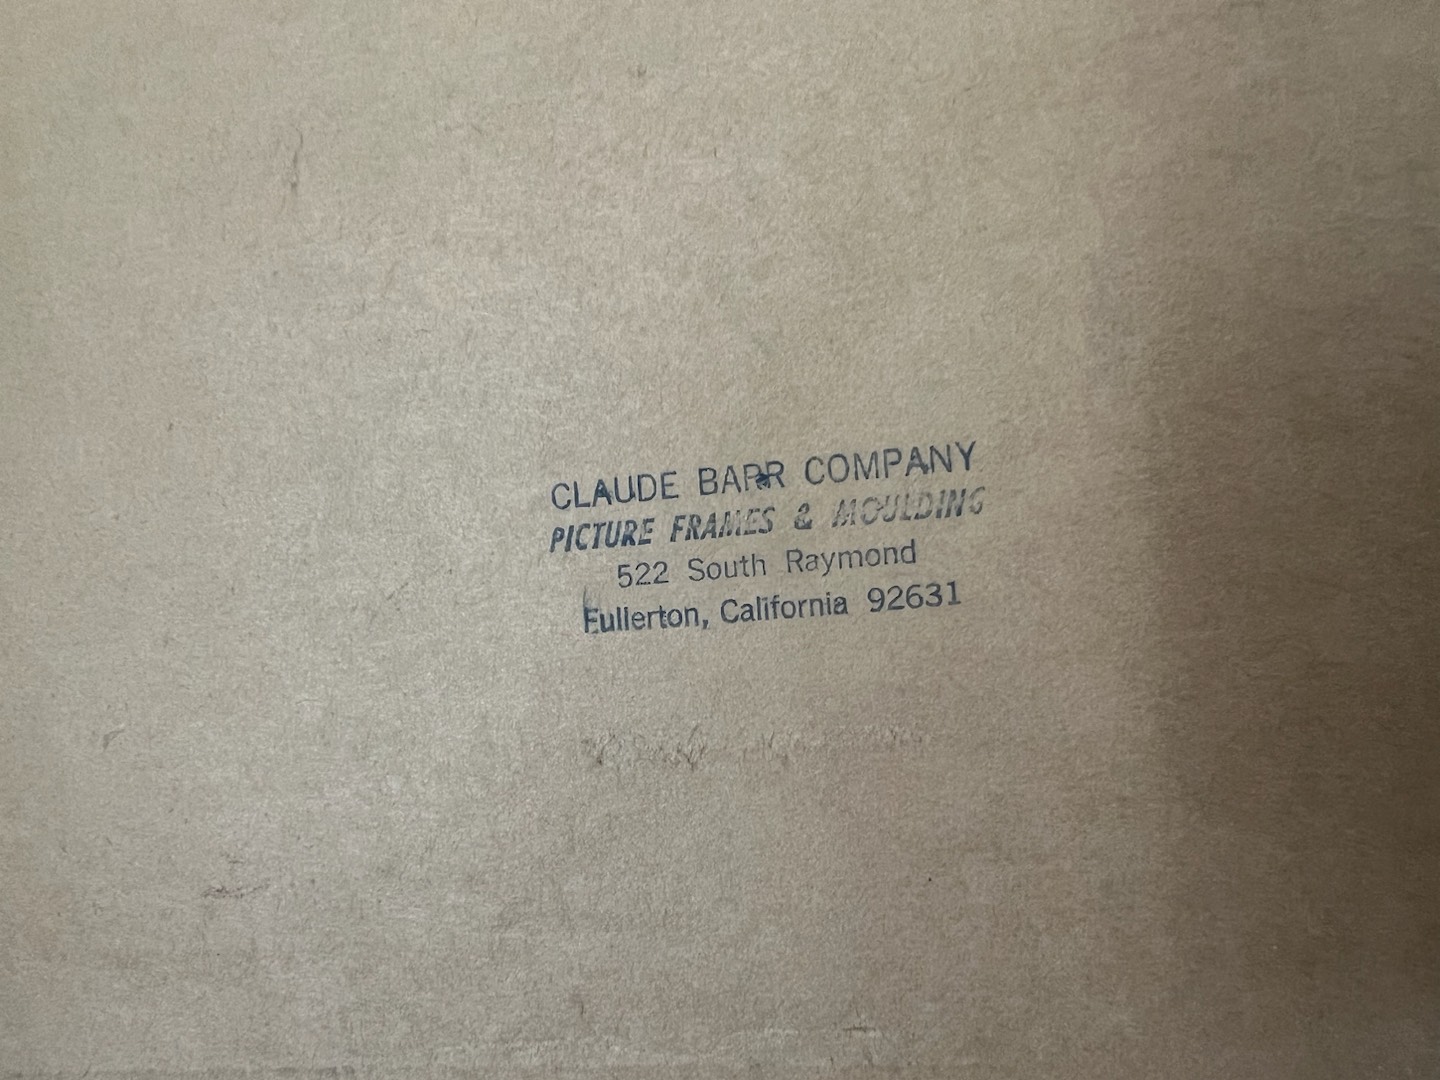 CLAUDE BARR COMPANY
PICTURE FRAMES & MOULDING
522 South Raymond
Fullerton, California 92631